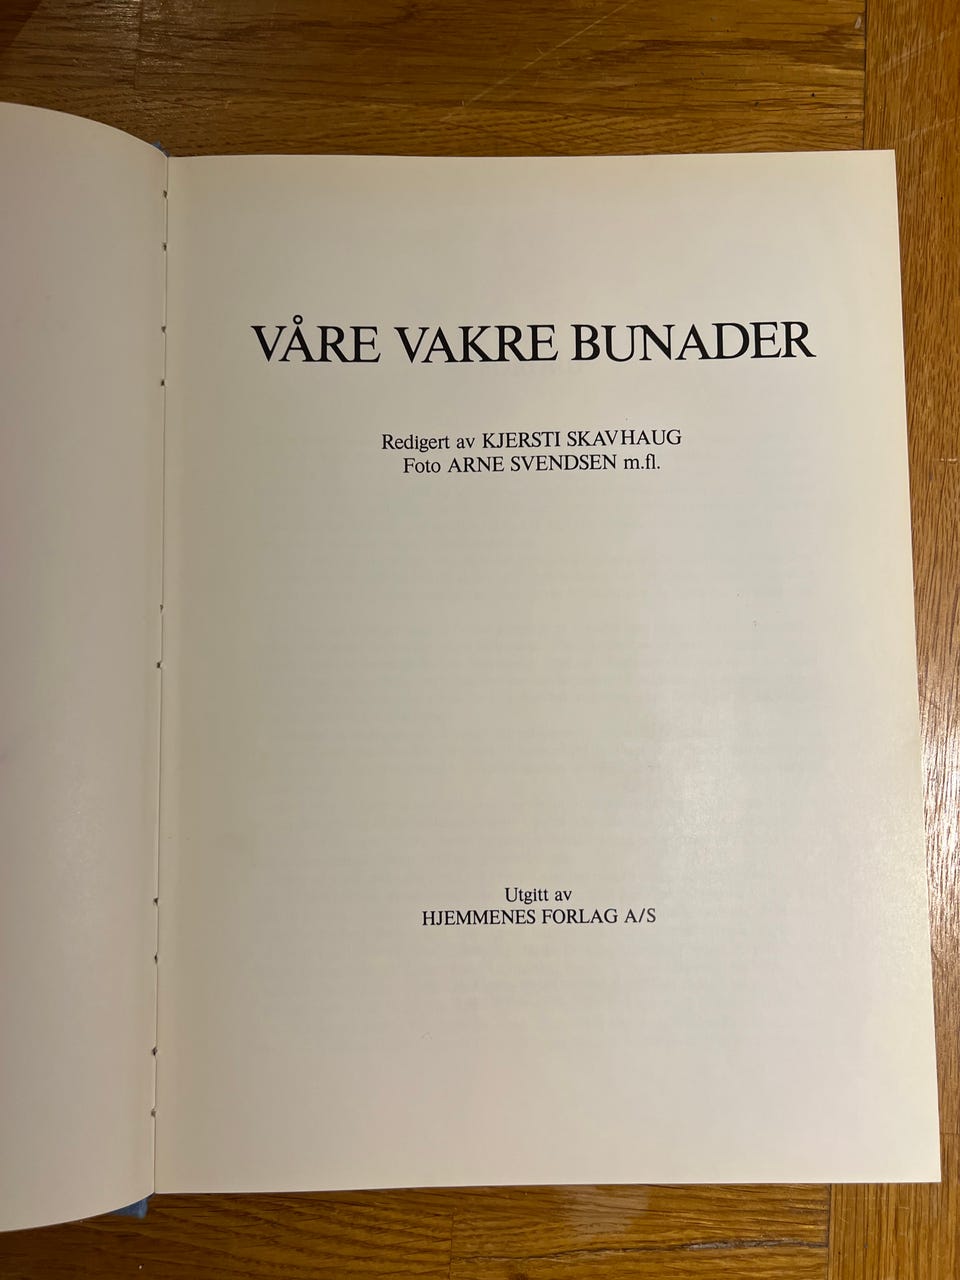 VÅRE VAKRE BUNADER
Redigert av KJERSTI SKAVHAUG
Foto ARNE SVENDSEN m.fl.
Utgitt av
HJEMMENES FORLAG A/S